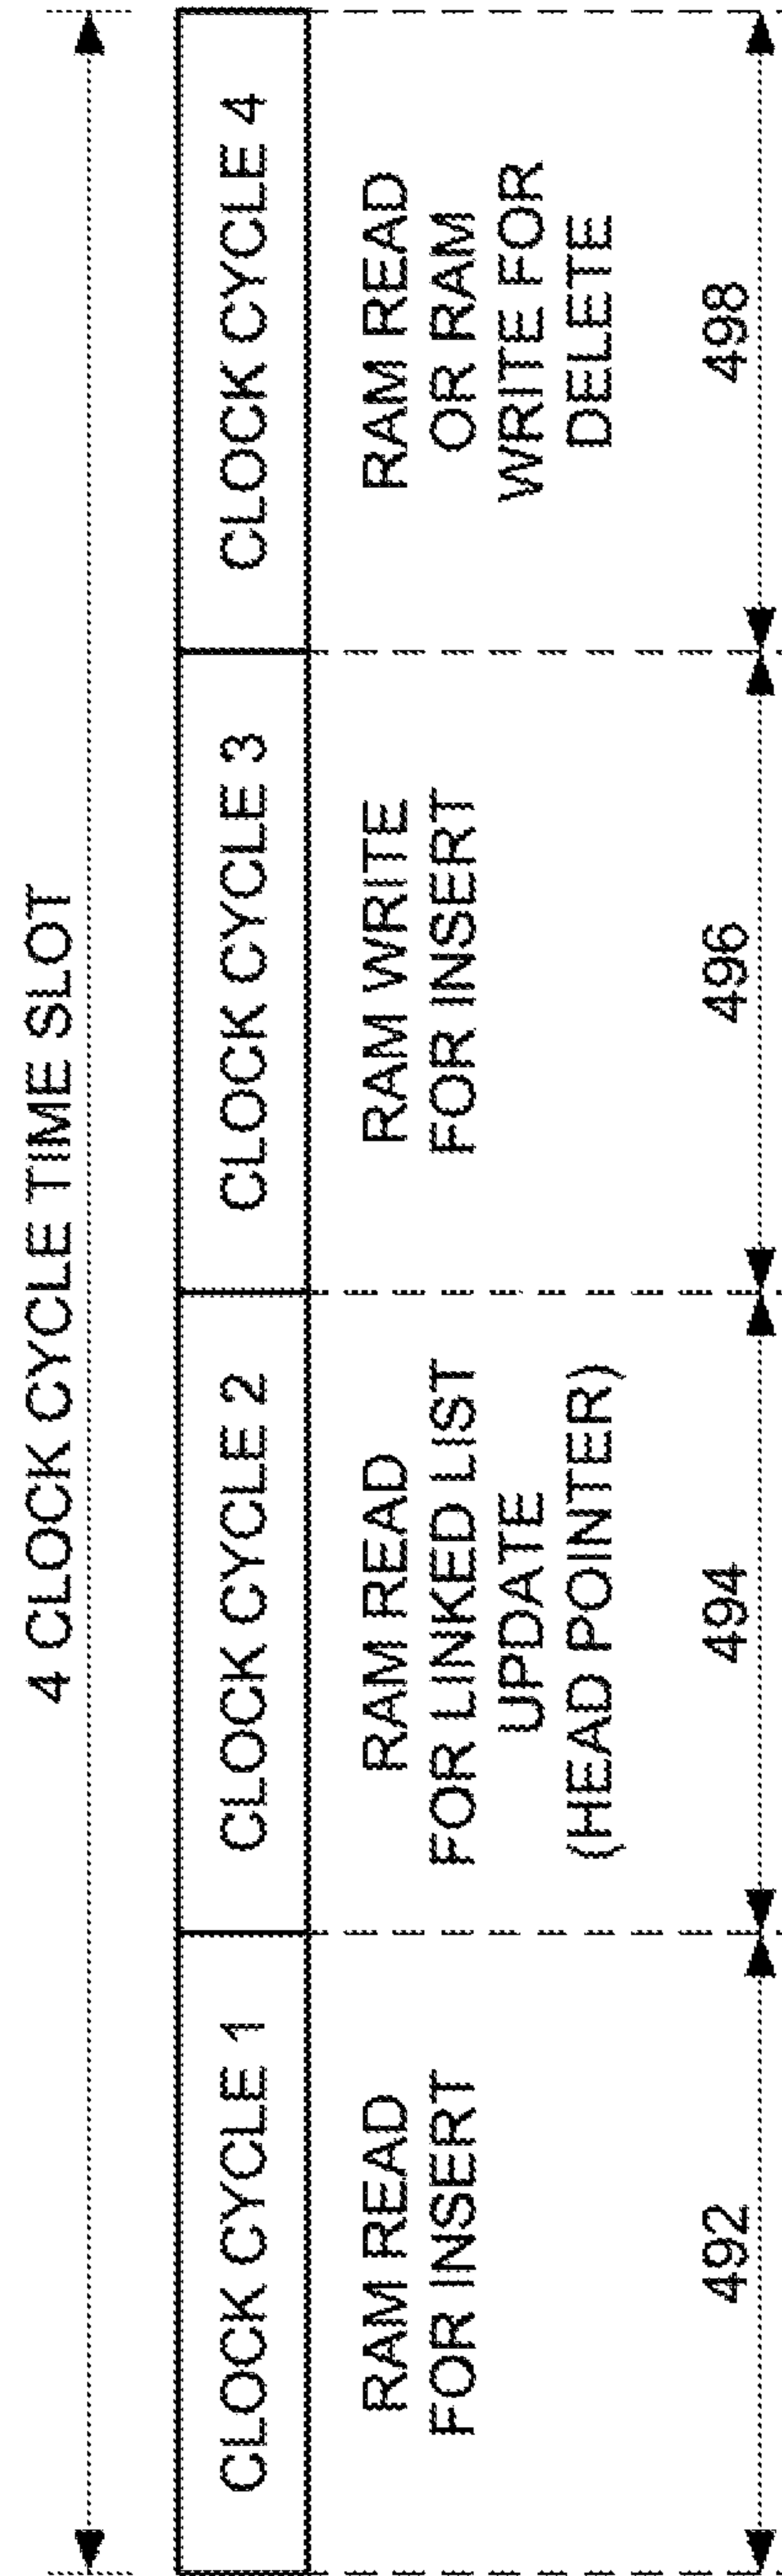 4 CLOCK CYCLE TIME SLOT
CLOCK CYCLE 1
CLOCK CYCLE 2
CLOCK CYCLE 3
CLOCK CYCLE 4
RAM READ
FOR INSERT
RAM READ
FOR LINKED LIST
UPDATE
(HEAD POINTER)
RAM WRITE
FOR INSERT
RAM READ
OR RAM
WRITE FOR
DELETE
492
494
496
498